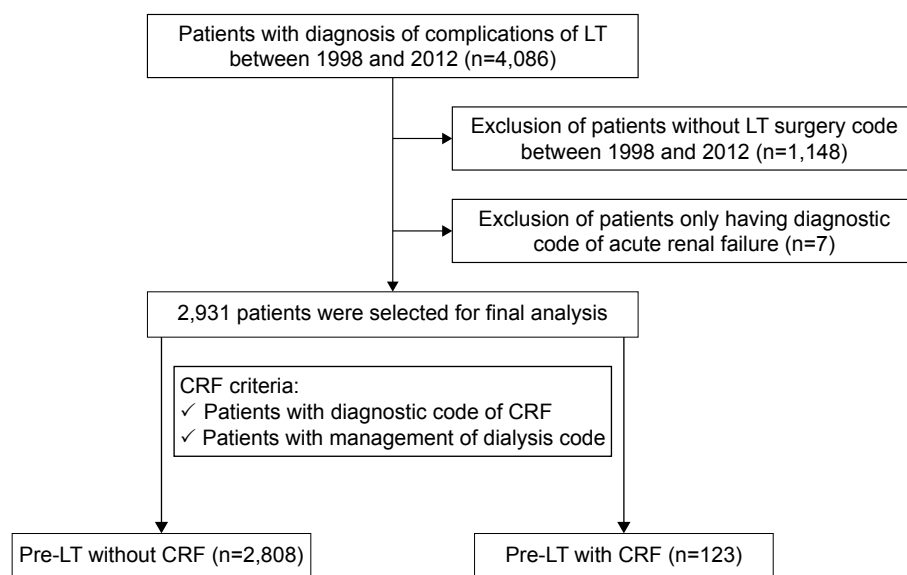 Patients with diagnosis of complications of LT
between 1998 and 2012 (n=4,086)
Exclusion of patients without LT surgery code
between 1998 and 2012 (n=1,148)
Exclusion of patients only having diagnostic
code of acute renal failure (n=7)
2,931 patients were selected for final analysis
CRF criteria:
✓ Patients with diagnostic code of CRF
✓ Patients with management of dialysis code
Pre-LT without CRF (n=2,808)
Pre-LT with CRF (n=123)